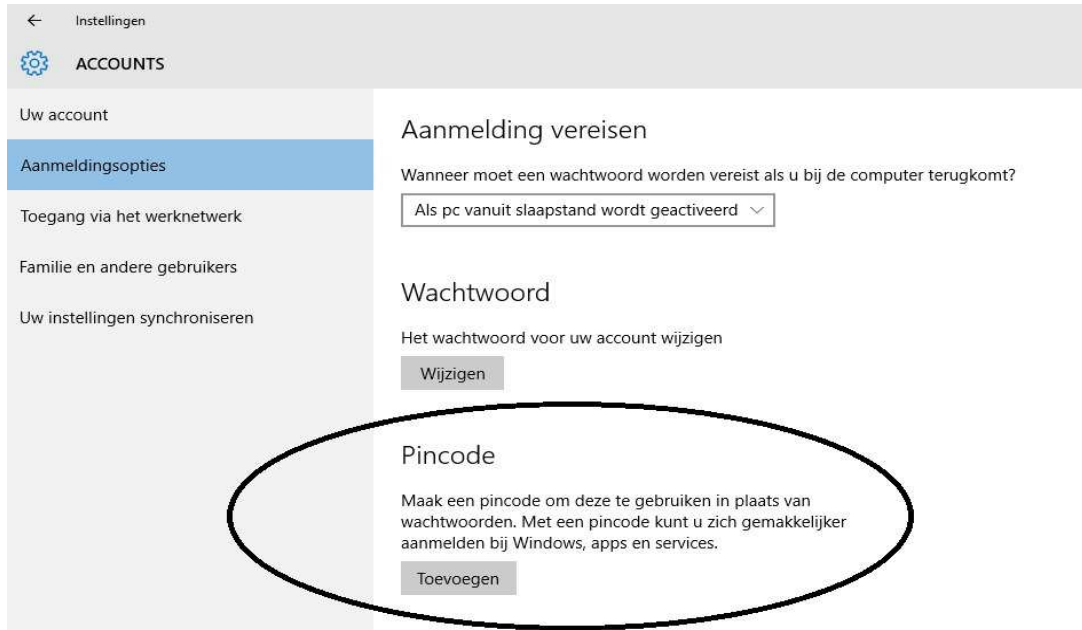 Instellingen
ACCOUNTS
Uw account
Aanmeldingsopties
Toegang via het werknetwerk
Familie en andere gebruikers
Uw instellingen synchroniseren
Aanmelding vereisen
Wanneer moet een wachtwoord worden vereist als u bij de computer terugkomt?
Als pc vanuit slaapstand wordt geactiveerd
Wachtwoord
Het wachtwoord voor uw account wijzigen
Wijzigen
Pincode
Maak een pincode om deze te gebruiken in plaats van
wachtwoorden. Met een pincode kunt u zich gemakkelijker
aanmelden bij Windows, apps en services.
Toevoegen